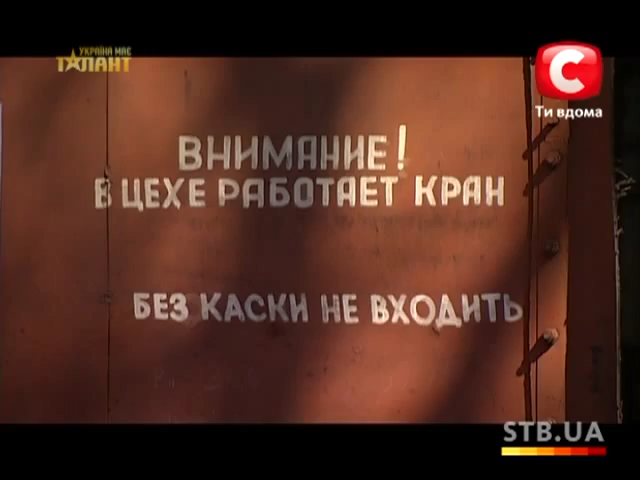 УКРАЇНА МАЄ
ТАЛАНТ
С
Ти вдома
ВНИМАНИЕ!
В ЦЕХЕ РАБОТАЕТ КРАН
БЕЗ КАСКИ НЕ ВХОДИТЬ
STB.UA